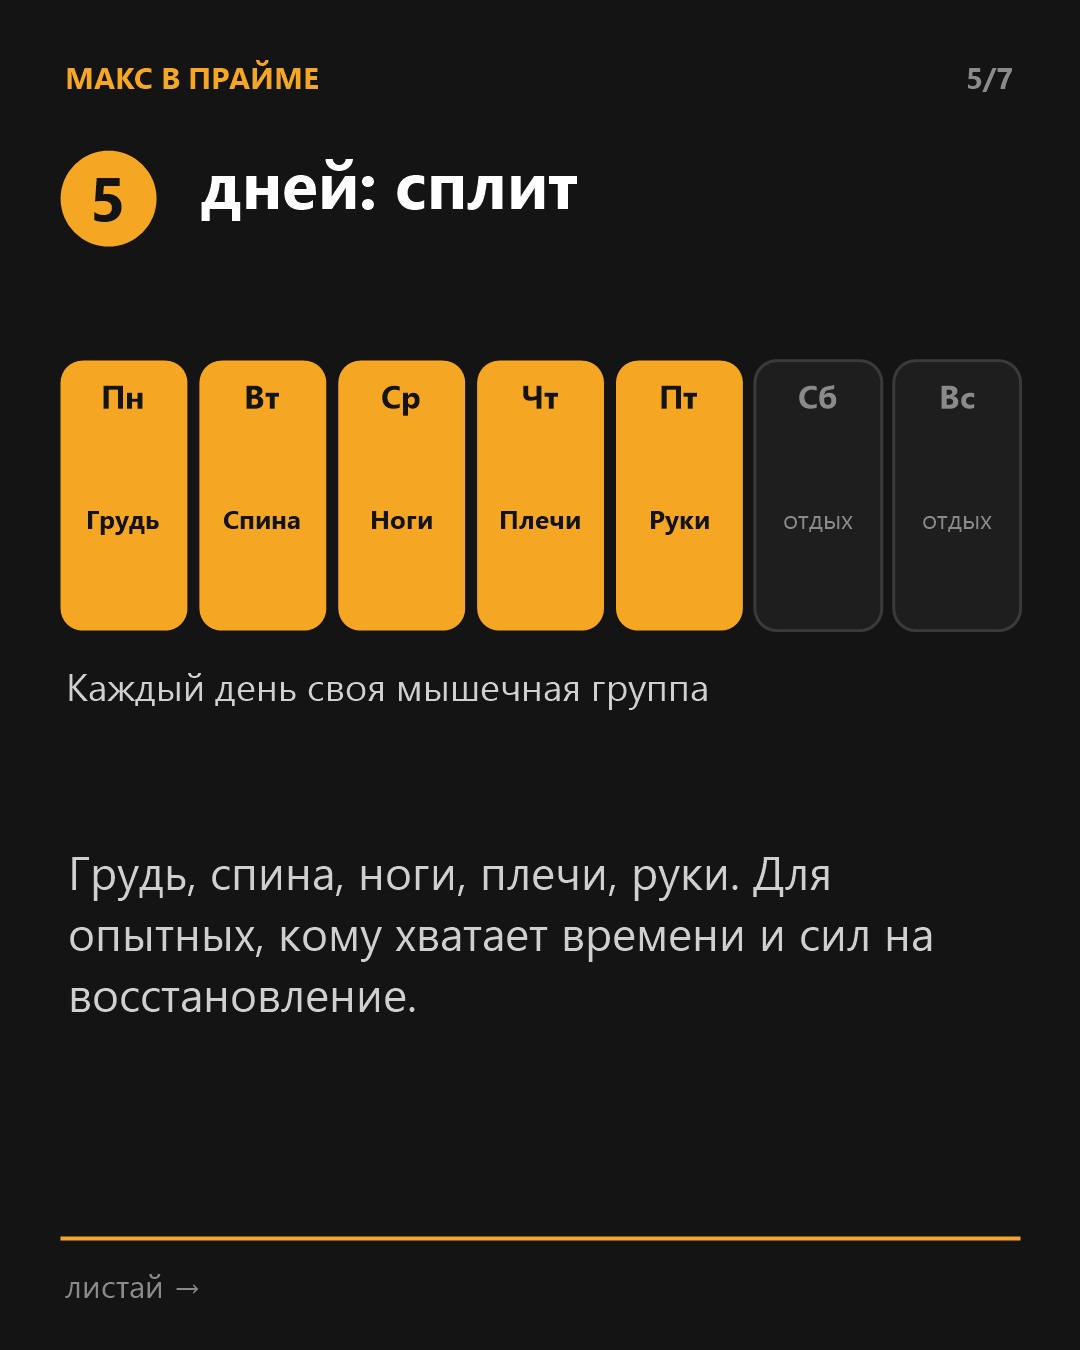 МАКС В ПРАЙМЕ
5/7
5 дней: сплит
Пн Вт Ср Чт Пт Сб Вс
Грудь Спина Ноги Плечи Руки отдых отдых
Каждый день своя мышечная группа
Грудь, спина, ноги, плечи, руки. Для
опытных, кому хватает времени и сил на
восстановление.
листай →